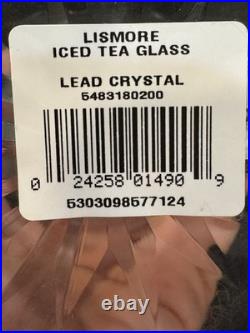 LISMORE
ICED TEA GLASS
LEAD CRYSTAL
5483180200
0 24258 01490 9
5303098577124